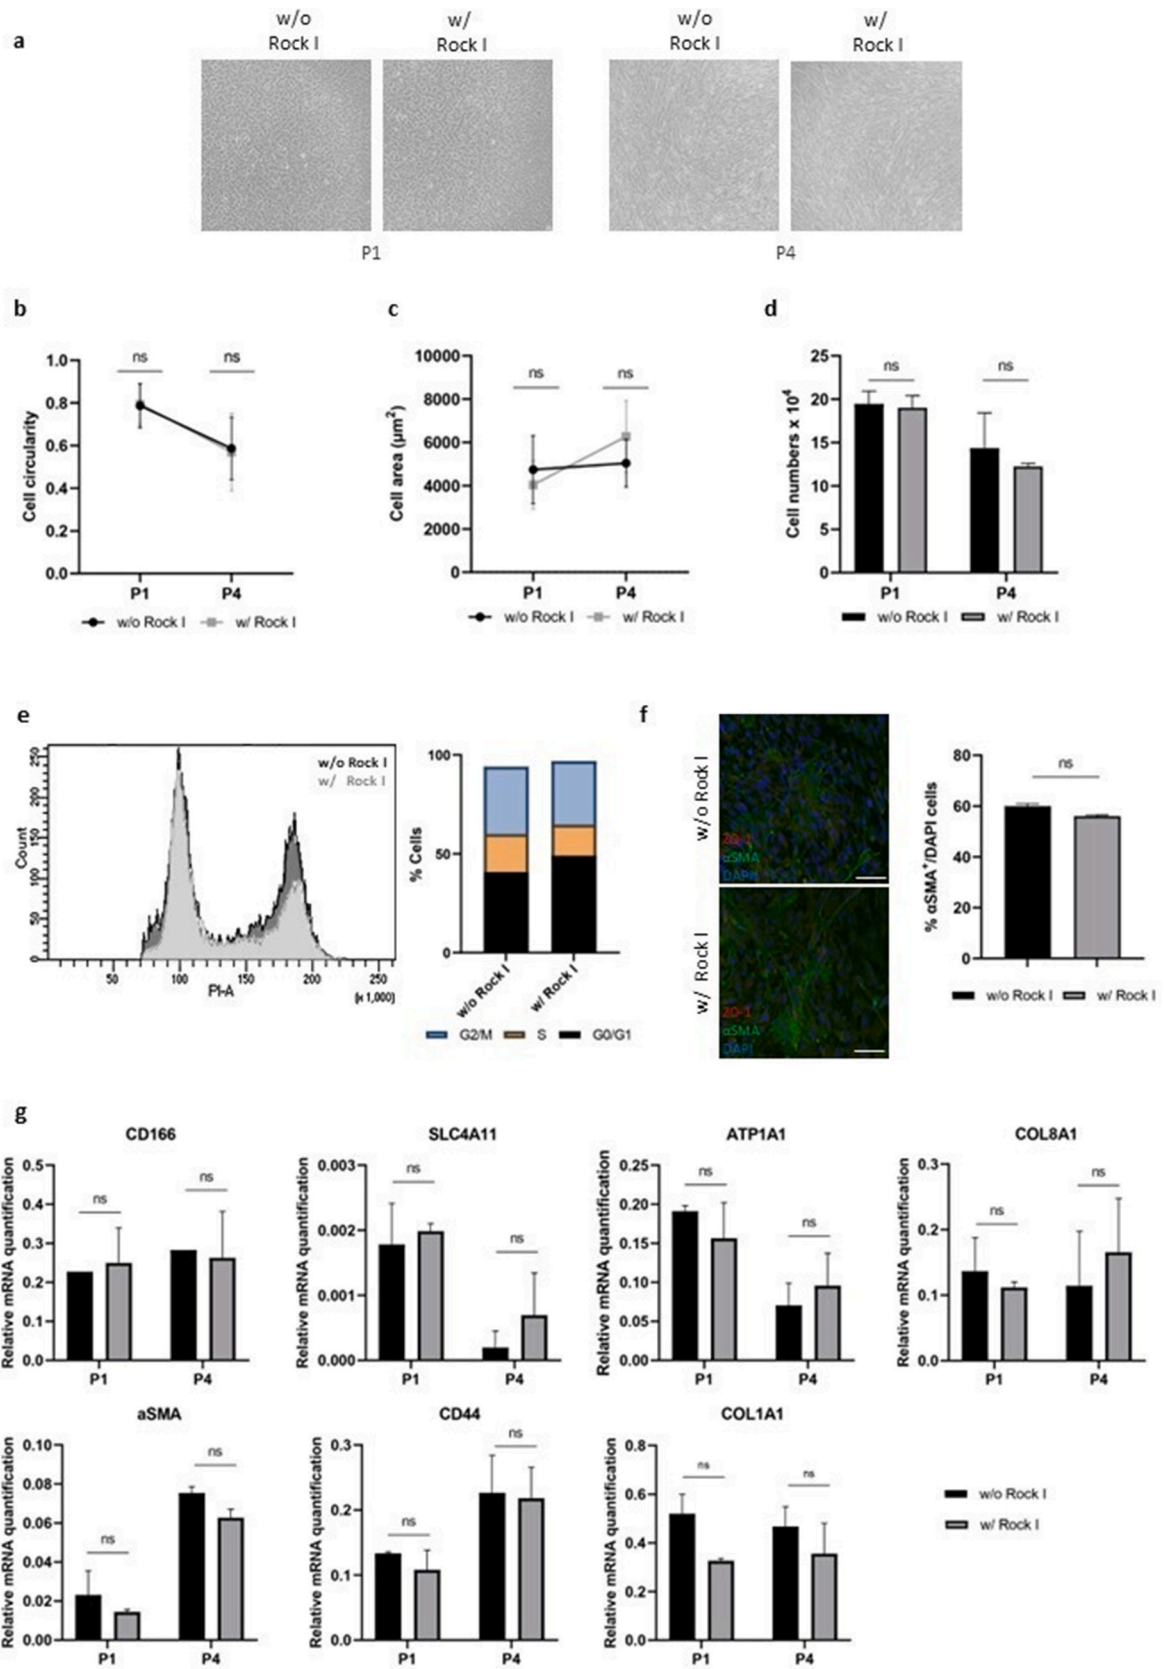 a
w/o
Rock I
w/
Rock I
w/o
Rock I
w/
Rock I
P1
P4
b
c
d
Cell circularity
1.0
0.8
0.6
0.4
0.2
0.0
ns
ns
P1
P4
w/o Rock I
w/ Rock I
Cell area (µm²)
10000
8000
6000
4000
2000
0
ns
ns
P1
P4
w/o Rock I
w/ Rock I
Cell numbers x 10⁴
25
20
15
10
5
0
ns
ns
P1
P4
w/o Rock I
w/ Rock I
e
f
Count
250
200
150
100
50
0
w/o Rock I
w/ Rock I
50
100
150
200
250
PI-A
(x 1,000)
% Cells
100
50
0
w/o Rock I
w/ Rock I
G2/M
S
G0/G1
w/o Rock I
ZO-1
αSMA
DAPI
w/ Rock I
ZO-1
αSMA
DAPI
% αSMA⁺/DAPI cells
80
60
40
20
0
ns
w/o Rock I
w/ Rock I
g
CD166
Relative mRNA quantification
0.5
0.4
0.3
0.2
0.1
0.0
ns
ns
P1
P4
SLC4A11
Relative mRNA quantification
0.003
0.002
0.001
0.000
ns
ns
P1
P4
ATP1A1
Relative mRNA quantification
0.25
0.20
0.15
0.10
0.05
0.00
ns
ns
P1
P4
COL8A1
Relative mRNA quantification
0.3
0.2
0.1
0.0
ns
ns
P1
P4
aSMA
Relative mRNA quantification
0.10
0.08
0.06
0.04
0.02
0.00
ns
ns
P1
P4
CD44
Relative mRNA quantification
0.3
0.2
0.1
0.0
ns
ns
P1
P4
COL1A1
Relative mRNA quantification
0.8
0.6
0.4
0.2
0.0
ns
ns
P1
P4
w/o Rock I
w/ Rock I